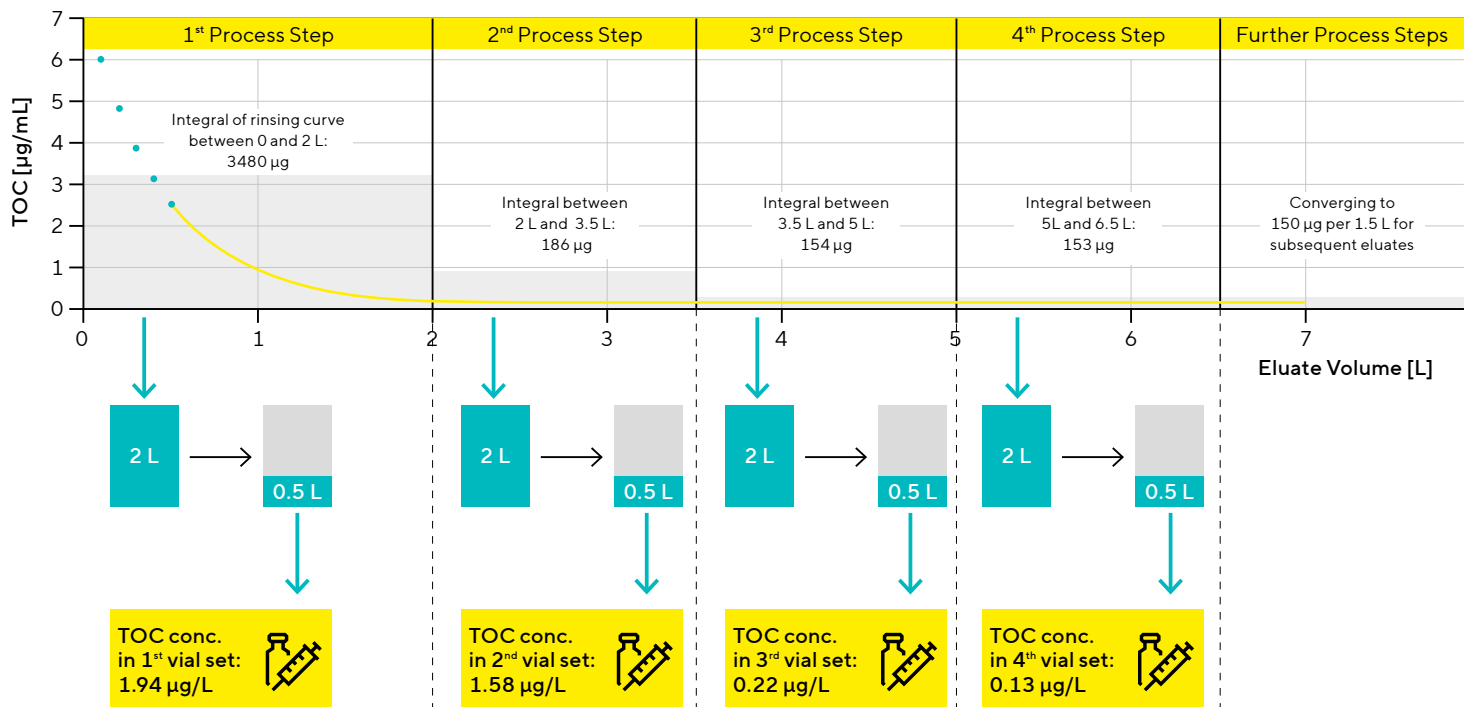 7
1st Process Step
2nd Process Step
3rd Process Step
4th Process Step
Further Process Steps
6
5
4
3
2
1
0
TOC [µg/mL]
Integral of rinsing curve
between 0 and 2 L:
3480 µg
Integral between
2 L and 3.5 L:
186 µg
Integral between
3.5 L and 5 L:
154 µg
Integral between
5L and 6.5 L:
153 µg
Converging to
150 µg per 1.5 L for
subsequent eluates
0
1
2
3
4
5
6
7
Eluate Volume [L]
2 L
0.5 L
2 L
0.5 L
2 L
0.5 L
2 L
0.5 L
TOC conc.
in 1st vial set:
1.94 µg/L
TOC conc.
in 2nd vial set:
1.58 µg/L
TOC conc.
in 3rd vial set:
0.22 µg/L
TOC conc.
in 4th vial set:
0.13 µg/L